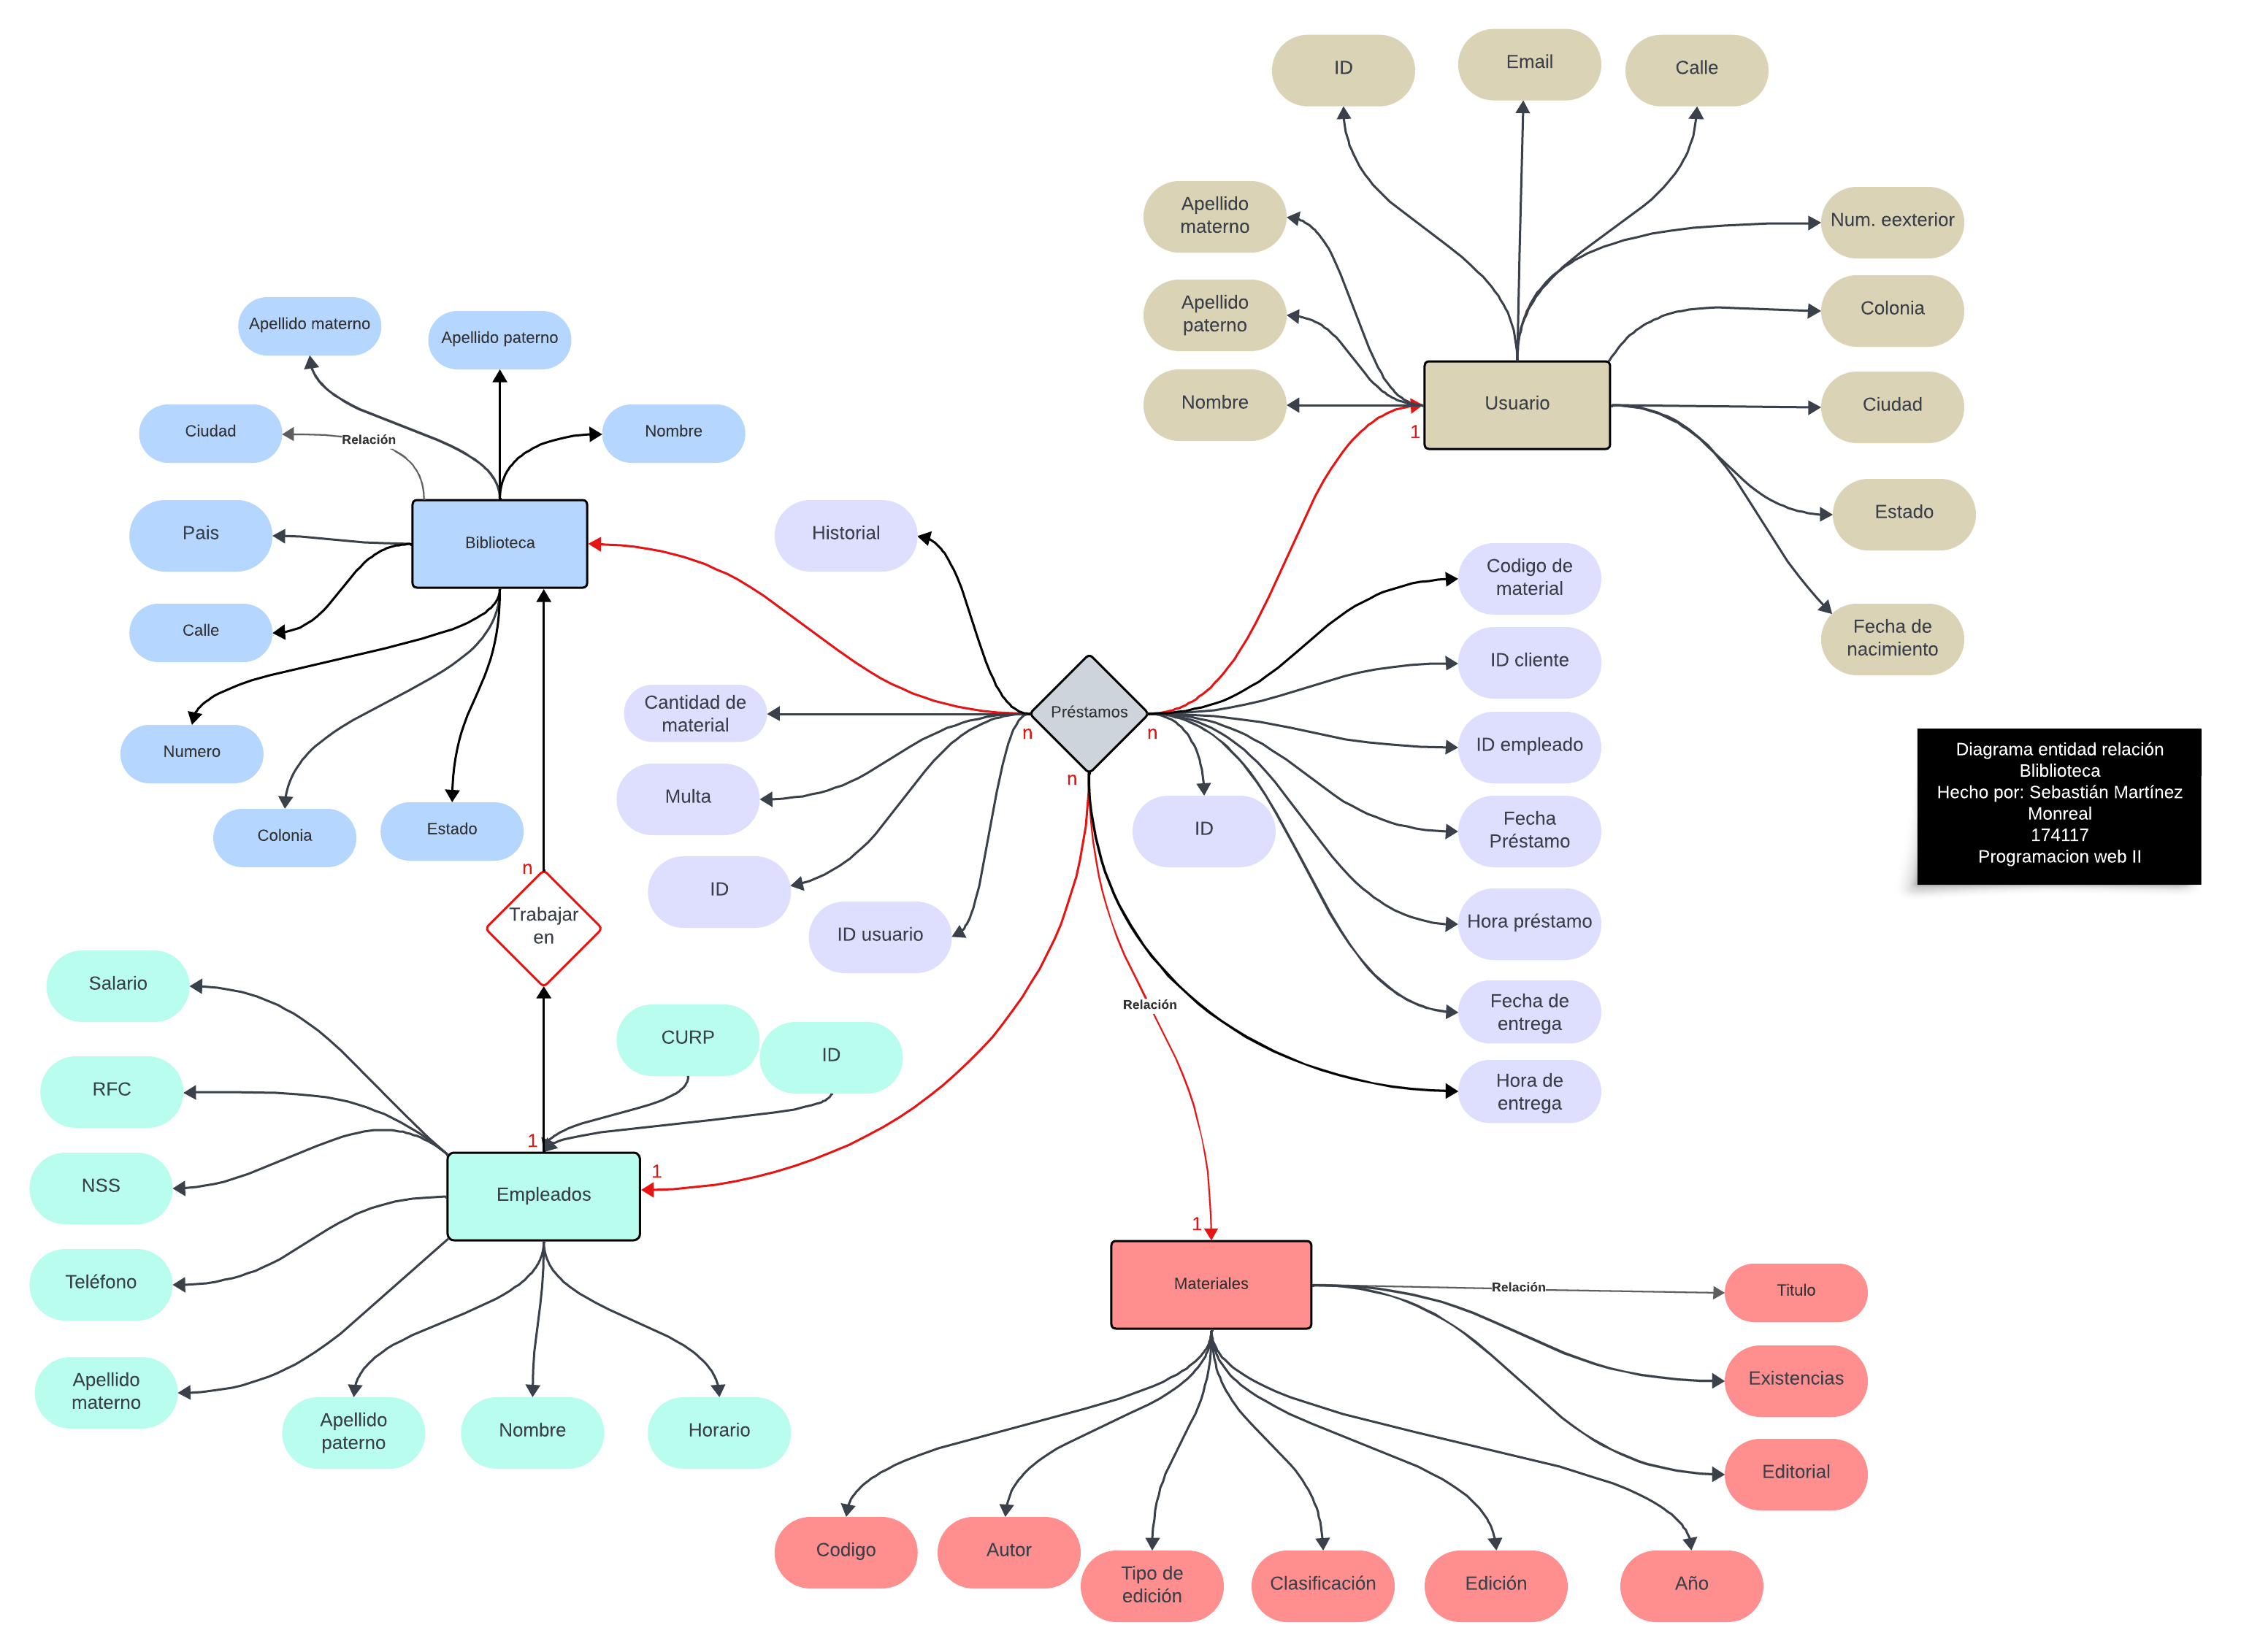 ID
Email
Calle
Apellido
materno
Num. eexterior
Apellido
paterno
Colonia
Nombre
Usuario
Ciudad
1
Estado
Fecha de
nacimiento
Apellido materno
Apellido paterno
Ciudad
Relación
Nombre
Pais
Biblioteca
Calle
Numero
Colonia
Estado
Historial
Codigo de
material
ID cliente
Cantidad de
material
Préstamos
n
n
n
ID empleado
Multa
ID
Fecha
Préstamo
ID
ID usuario
Hora préstamo
Fecha de
entrega
Relación
Hora de
entrega
Diagrama entidad relación
Bliblioteca
Hecho por: Sebastián Martínez
Monreal
174117
Programacion web II
n
Trabajar
en
Salario
CURP
ID
RFC
1
1
NSS
Empleados
Teléfono
Apellido
materno
Apellido
paterno
Nombre
Horario
1
Materiales
Relación
Titulo
Existencias
Editorial
Codigo
Autor
Tipo de
edición
Clasificación
Edición
Año